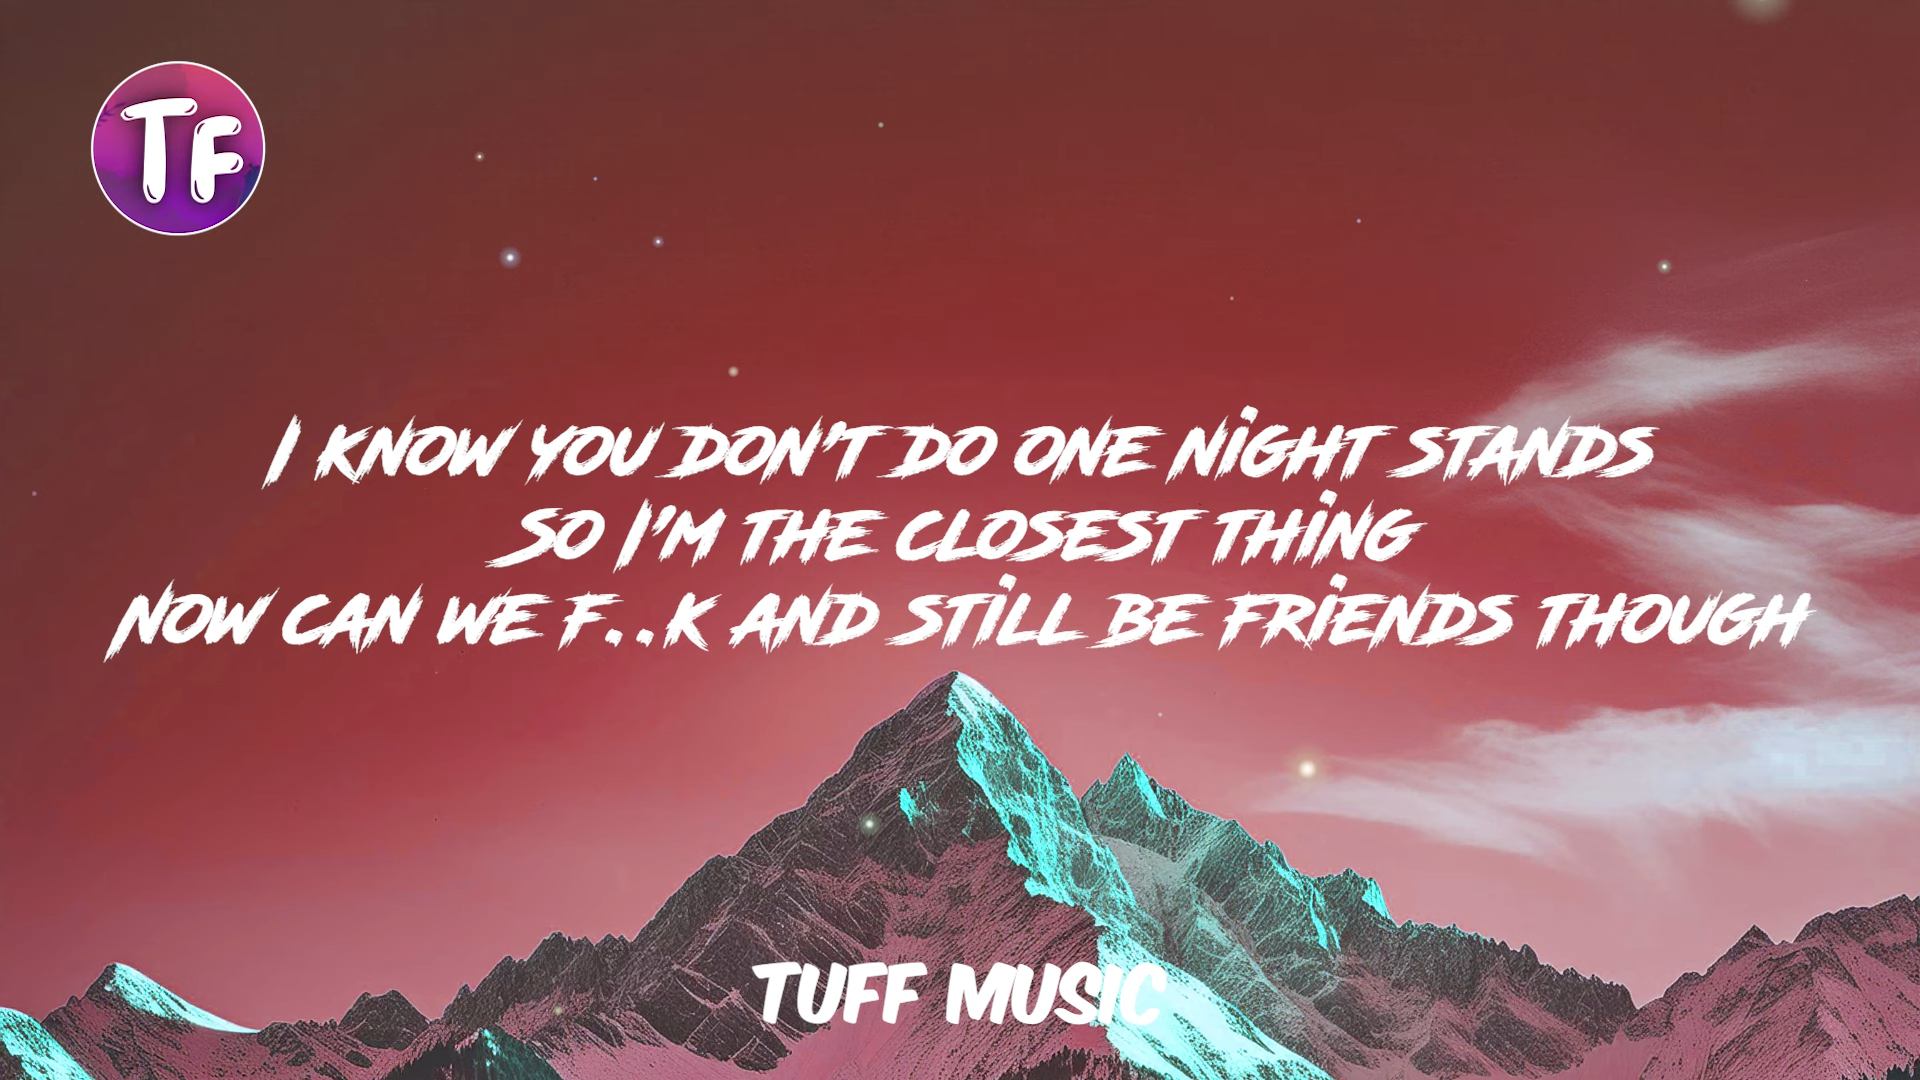 TF
I KNOW YOU DON'T DO ONE NIGHT STANDS
SO I'M THE CLOSEST THING
NOW CAN WE F..K AND STILL BE FRIENDS THOUGH
TUFF MUSIC